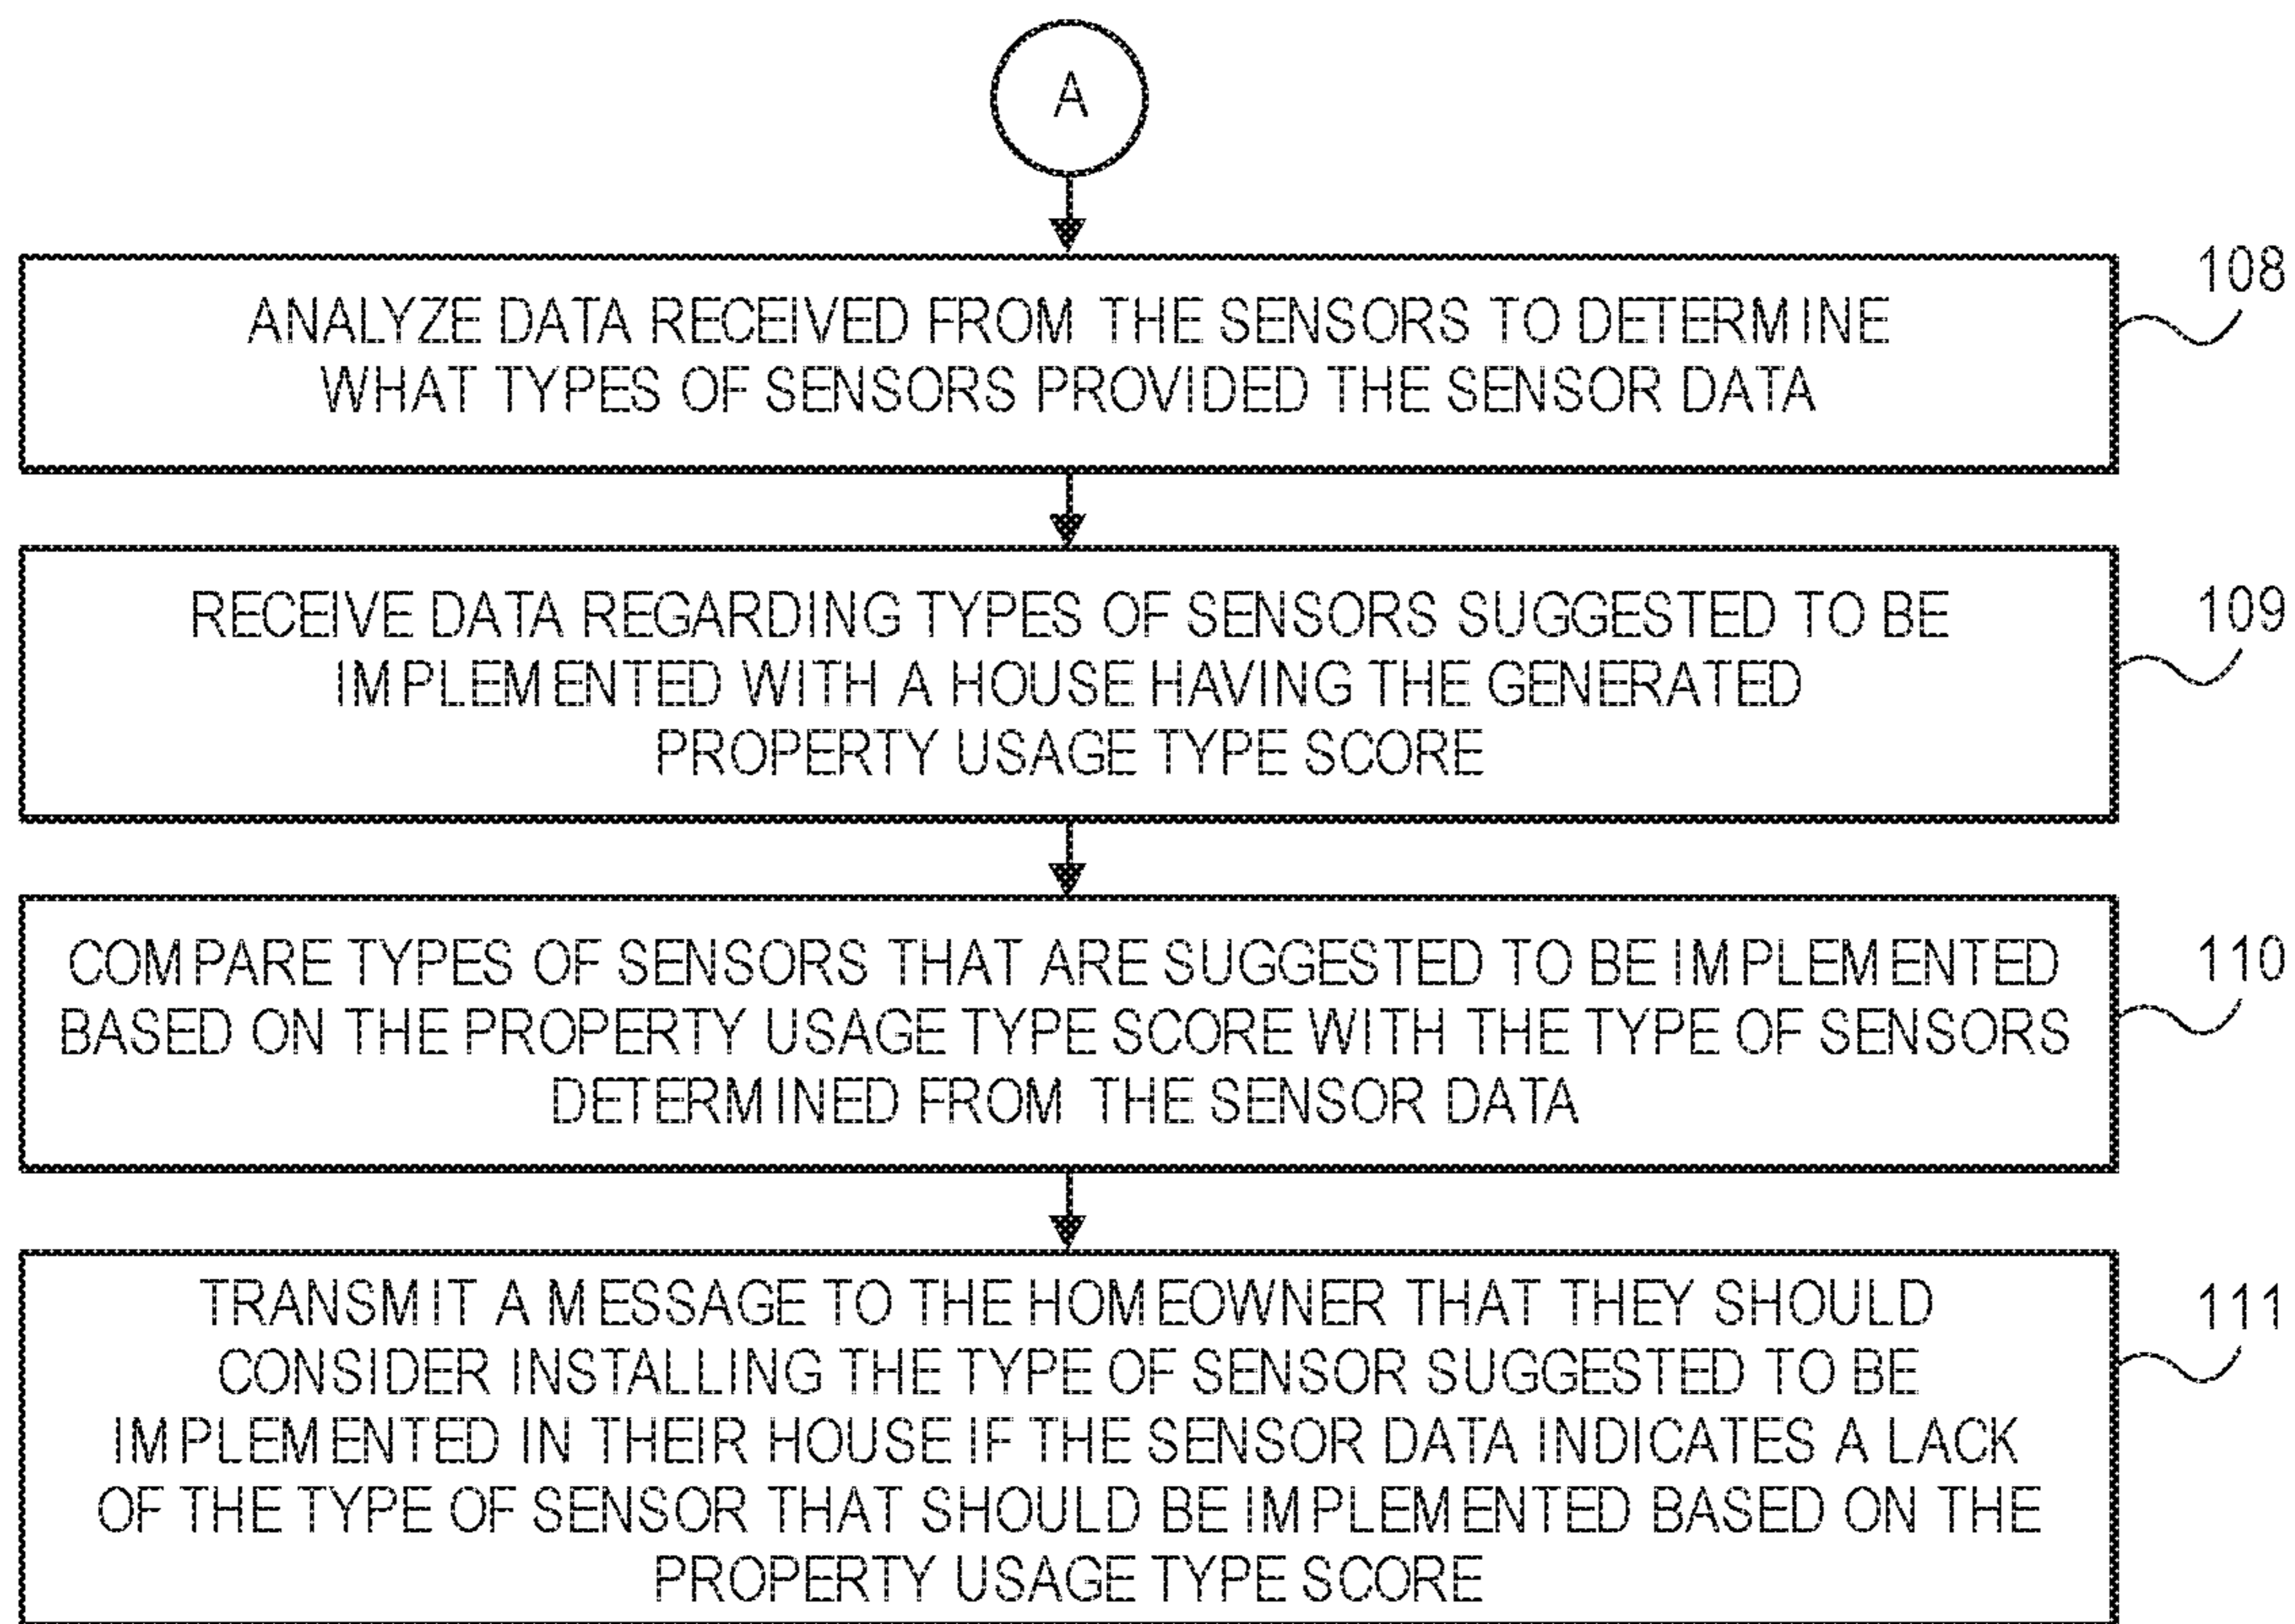 A
108
ANALYZE DATA RECEIVED FROM THE SENSORS TO DETERMINE
WHAT TYPES OF SENSORS PROVIDED THE SENSOR DATA
109
RECEIVE DATA REGARDING TYPES OF SENSORS SUGGESTED TO BE
IMPLEMENTED WITH A HOUSE HAVING THE GENERATED
PROPERTY USAGE TYPE SCORE
110
COMPARE TYPES OF SENSORS THAT ARE SUGGESTED TO BE IMPLEMENTED
BASED ON THE PROPERTY USAGE TYPE SCORE WITH THE TYPE OF SENSORS
DETERMINED FROM THE SENSOR DATA
111
TRANSMIT A MESSAGE TO THE HOMEOWNER THAT THEY SHOULD
CONSIDER INSTALLING THE TYPE OF SENSOR SUGGESTED TO BE
IMPLEMENTED IN THEIR HOUSE IF THE SENSOR DATA INDICATES A LACK
OF THE TYPE OF SENSOR THAT SHOULD BE IMPLEMENTED BASED ON THE
PROPERTY USAGE TYPE SCORE